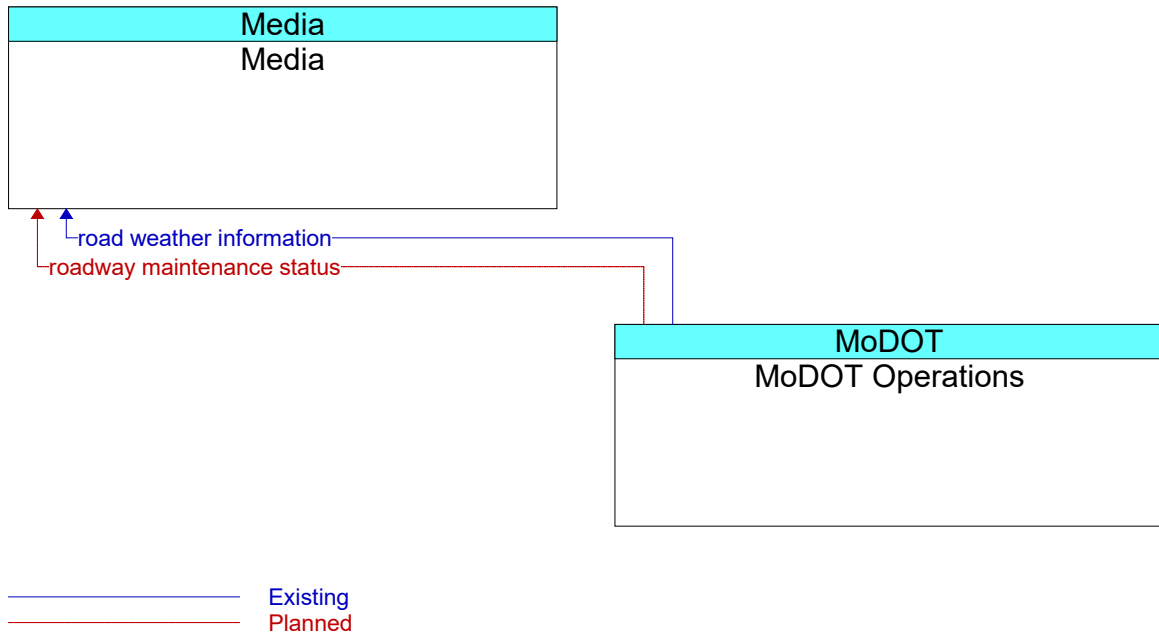 Media
Media
road weather information
roadway maintenance status
MoDOT
MoDOT Operations
Existing
Planned